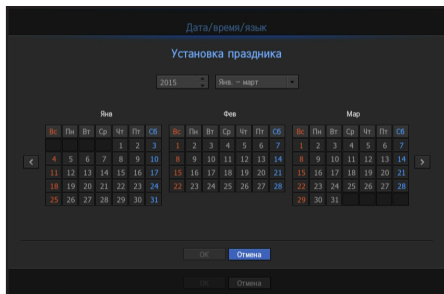 Дата/время/язык
Установка праздника
2015 Янв. – март
Янв Фев Мар
Вс Пн Вт Ср Чт Пт Сб Вс Пн Вт Ср Чт Пт Сб Вс Пн Вт Ср Чт Пт Сб
1 2 3 1 2 3 4 5 6 7 1 2 3 4 5 6 7
4 5 6 7 8 9 10 8 9 10 11 12 13 14 8 9 10 11 12 13 14
11 12 13 14 15 16 17 15 16 17 18 19 20 21 15 16 17 18 19 20 21
18 19 20 21 22 23 24 22 23 24 25 26 27 28 22 23 24 25 26 27 28
25 26 27 28 29 30 31 29 30 31
OK Отмена
OK Отмена